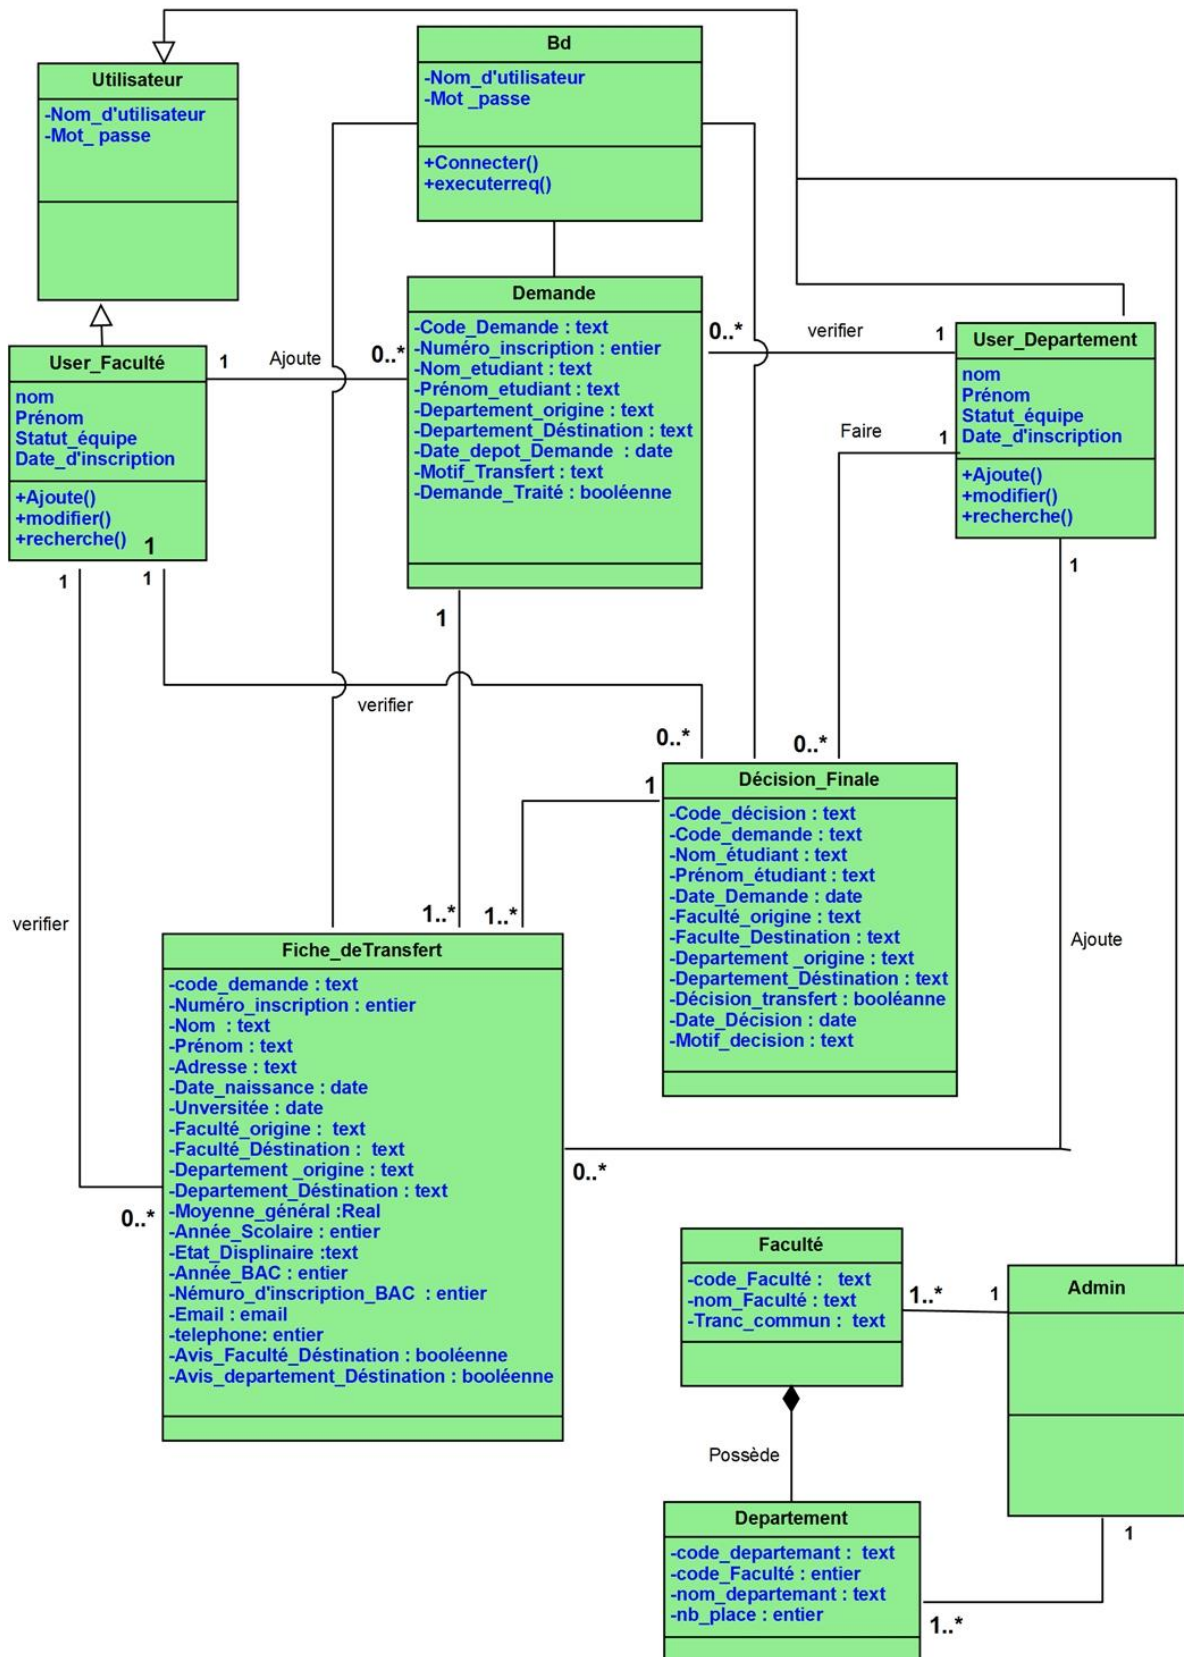 Utilisateur
-Nom_d'utilisateur
-Mot_ passe
Bd
-Nom_d'utilisateur
-Mot _passe
+Connecter()
+executerreq()
User_Faculté
nom
Prénom
Statut_équipe
Date_d'inscription
+Ajoute()
+modifier()
+recherche()
1
1
1
1
Ajoute
0..*
Demande
-Code_Demande : text
-Numéro_inscription : entier
-Nom_etudiant : text
-Prénom_etudiant : text
-Departement_origine : text
-Departement_Déstination : text
-Date_depot_Demande : date
-Motif_Transfert : text
-Demande_Traité : booléenne
0..*
verifier
1
User_Departement
nom
Prénom
Statut_équipe
Date_d'inscription
+Ajoute()
+modifier()
+recherche()
Faire
1
1
1
verifier
0..*
0..*
1
Décision_Finale
-Code_décision : text
-Code_demande : text
-Nom_étudiant : text
-Prénom_étudiant : text
-Date_Demande : date
-Faculté_origine : text
-Faculte_Destination : text
-Departement _origine : text
-Departement_Déstination : text
-Décision_transfert : booléanne
-Date_Décision : date
-Motif_decision : text
verifier
1..*
1..*
Ajoute
Fiche_deTransfert
-code_demande : text
-Numéro_inscription : entier
-Nom : text
-Prénom : text
-Adresse : text
-Date_naissance : date
-Unversitée : date
-Faculté_origine : text
-Faculté_Déstination : text
-Departement _origine : text
-Departement_Déstination : text
-Moyenne_général :Real
-Année_Scolaire : entier
-Etat_Displinaire :text
-Année_BAC : entier
-Némuro_d'inscription_BAC : entier
-Email : email
-telephone: entier
-Avis_Faculté_Déstination : booléenne
-Avis_departement_Déstination : booléenne
0..*
0..*
Faculté
-code_Faculté : text
-nom_Faculté : text
-Tranc_commun : text
1..*
1
Admin
Possède
1
Departement
-code_departemant : text
-code_Faculté : entier
-nom_departemant : text
-nb_place : entier
1..*